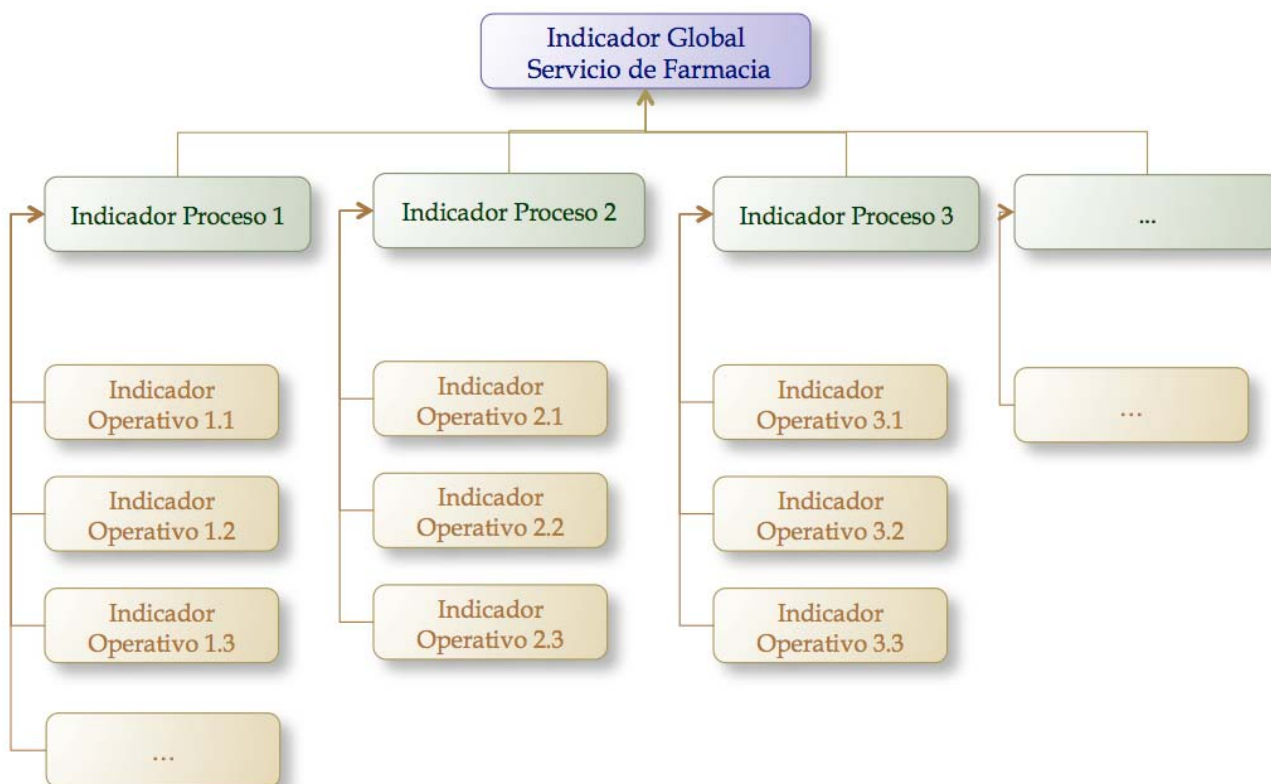 Indicador Global
Servicio de Farmacia
Indicador Proceso 1
Indicador Proceso 2
Indicador Proceso 3
...
Indicador
Operativo 1.1
Indicador
Operativo 2.1
Indicador
Operativo 3.1
...
Indicador
Operativo 1.2
Indicador
Operativo 2.2
Indicador
Operativo 3.2
Indicador
Operativo 1.3
Indicador
Operativo 2.3
Indicador
Operativo 3.3
...